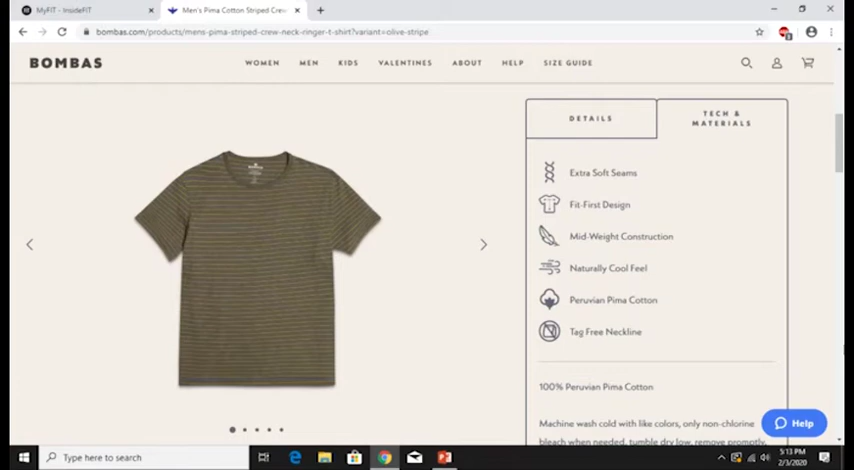 MyFIT - InsideFIT
Men's Pima Cotton Striped Crew
bombas.com/products/mens-pima-striped-crew-neck-ringer-t-shirt?variant=olive-stripe
BOMBAS
WOMEN MEN KIDS VALENTINES ABOUT HELP SIZE GUIDE
DETAILS
TECH &
MATERIALS
Extra Soft Seams
Fit-First Design
Mid-Weight Construction
Naturally Cool Feel
Peruvian Pima Cotton
Tag Free Neckline
100% Peruvian Pima Cotton
Machine wash cold with like colors, only non-chlorine
bleach when needed, tumble dry low, remove promptly,
Help
Type here to search
5:13 PM
2/3/2020